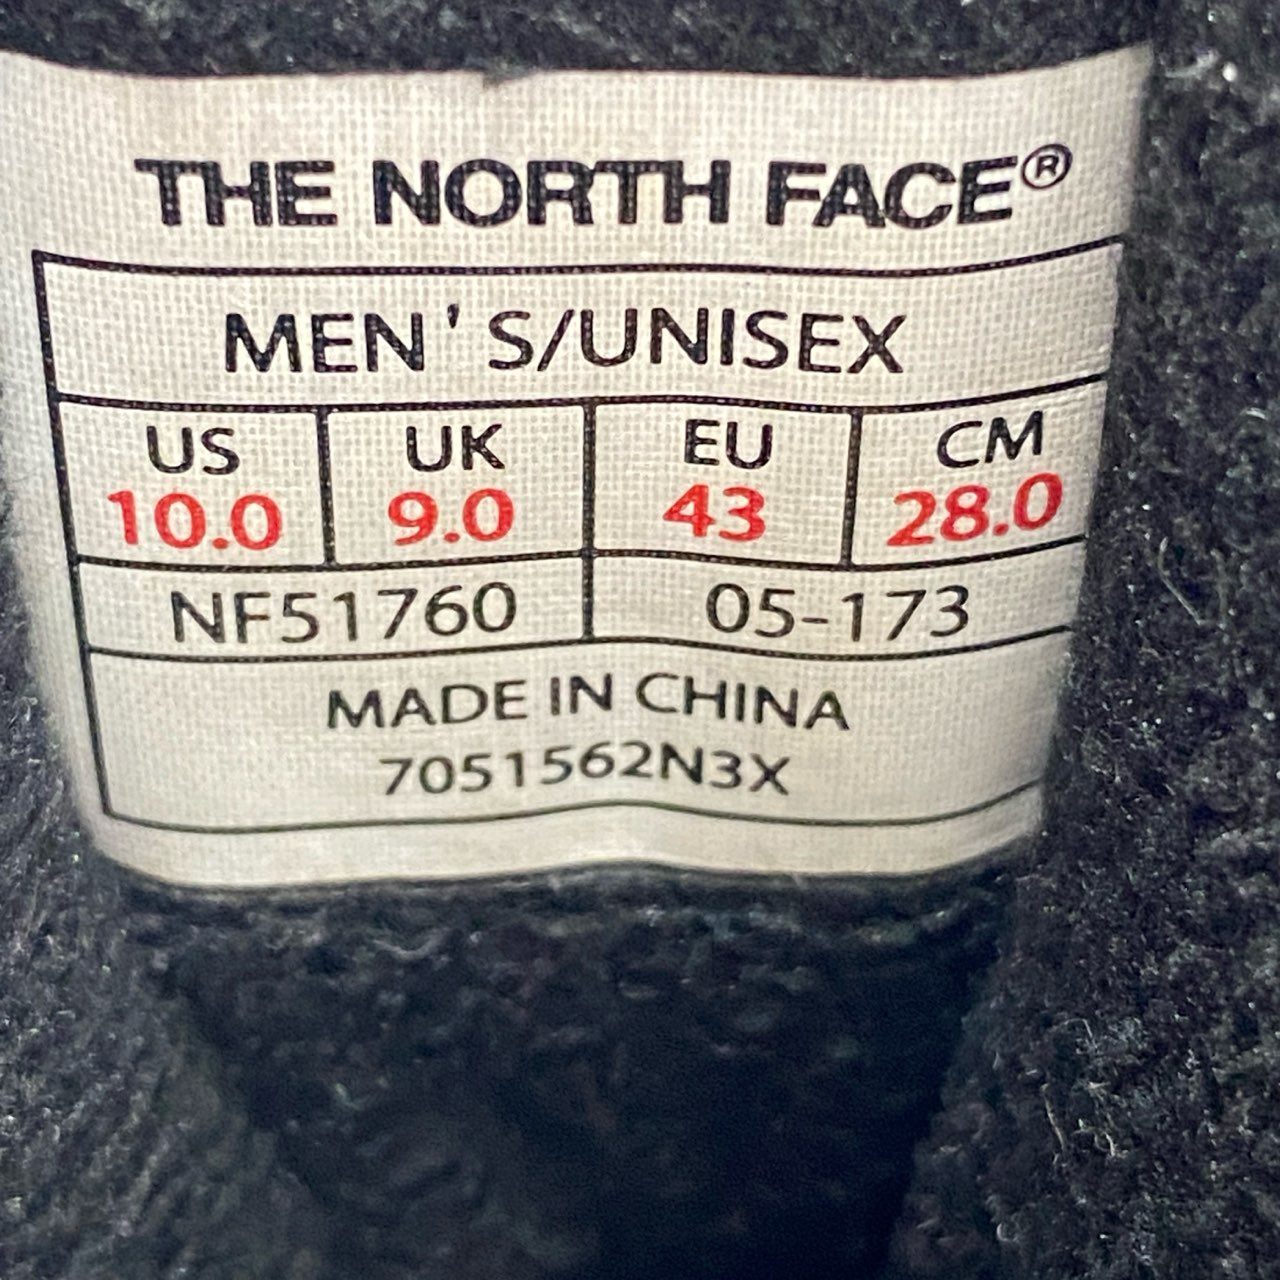 THE NORTH FACE®
MEN'S/UNISEX
US UK EU CM
10.0 9.0 43 28.0
NF51760 05-173
MADE IN CHINA
7051562N3X